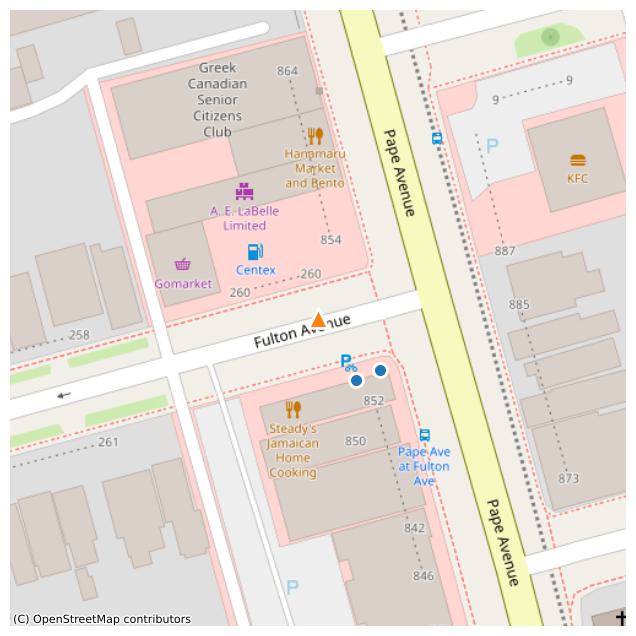 Greek
Canadian
Senior
Citizens
Club
864
Hanamaru
Market
and Bento
A. E. LaBelle
Limited
854
Centex
Gomarket
260
260
258
Pape Avenue
P
9
9
KFC
887
885
Fulton Avenue
P
852
Steady's
Jamaican
Home
Cooking
850
Pape Ave
at Fulton
Ave
261
873
842
846
Pape Avenue
P
(C) OpenStreetMap contributors